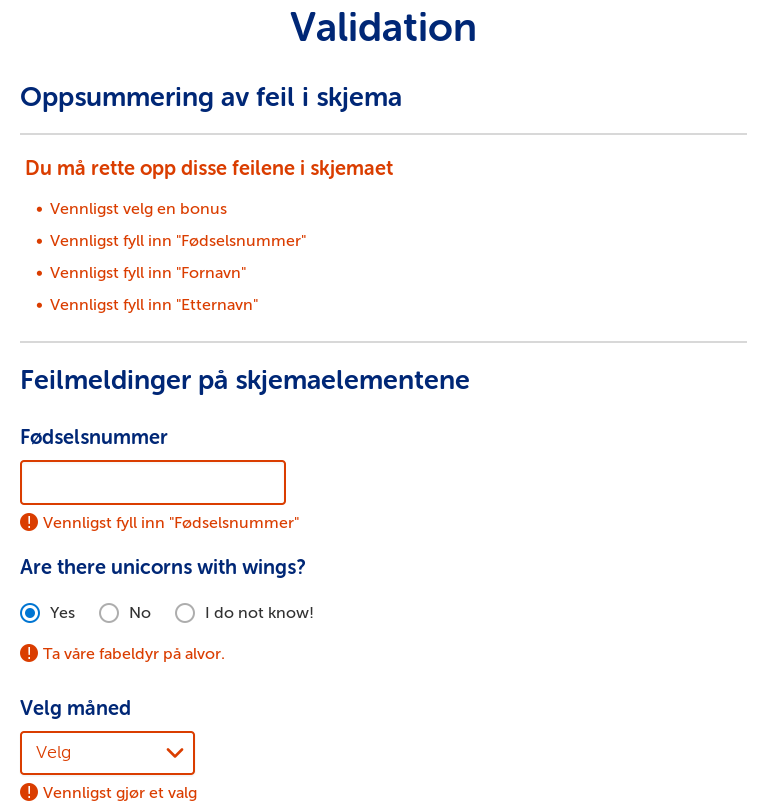 Validation
Oppsummering av feil i skjema
Du må rette opp disse feilene i skjemaet
• Vennligst velg en bonus
• Vennligst fyll inn "Fødselsnummer"
• Vennligst fyll inn "Fornavn"
• Vennligst fyll inn "Etternavn"
Feilmeldinger på skjemaelementene
Fødselsnummer
Vennligst fyll inn "Fødselsnummer"
Are there unicorns with wings?
Yes No I do not know!
Ta våre fabeldyr på alvor.
Velg måned
Velg
Vennligst gjør et valg